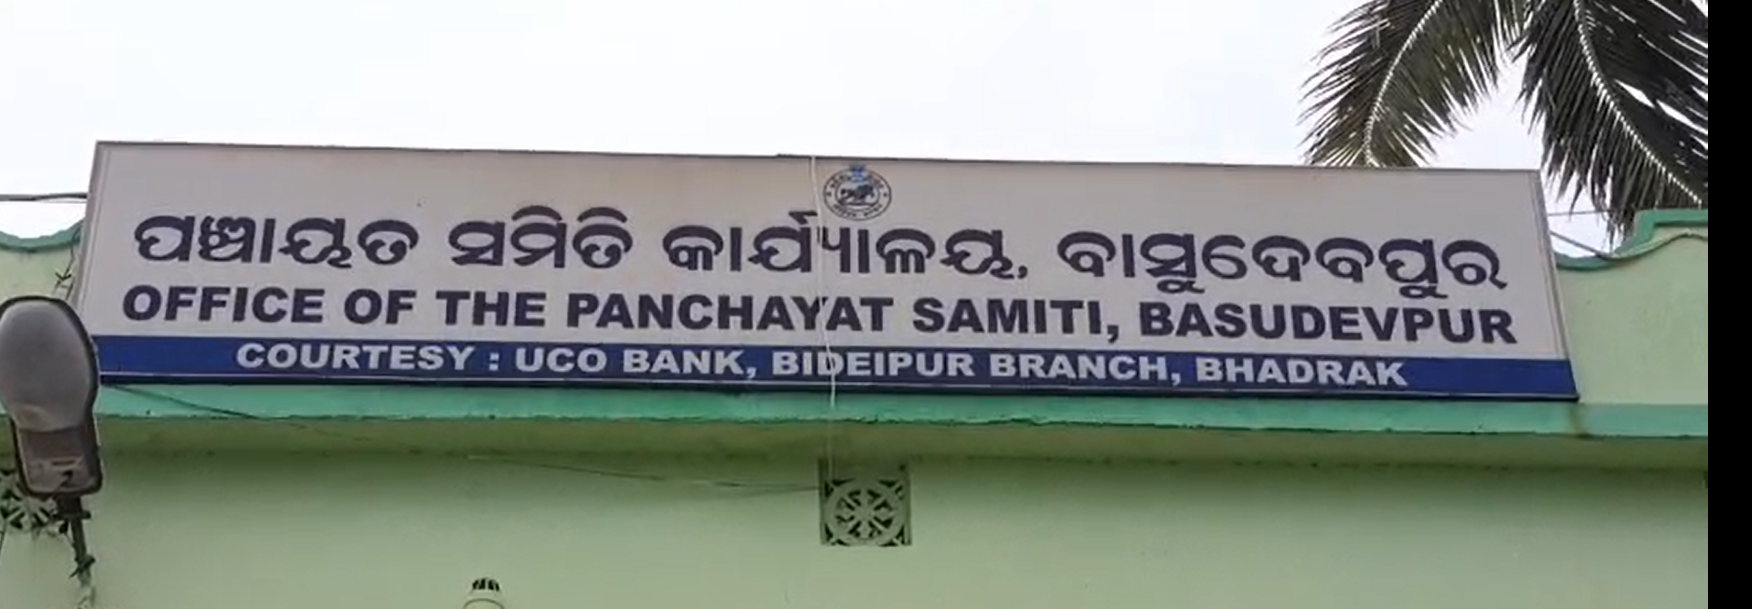 ପଞ୍ଚାୟତ ସମିତି କାର୍ଯ୍ୟାଳୟ, ବାସୁଦେବପୁର
OFFICE OF THE PANCHAYAT SAMITI, BASUDEVPUR
COURTESY : UCO BANK, BIDEIPUR BRANCH, BHADRAK